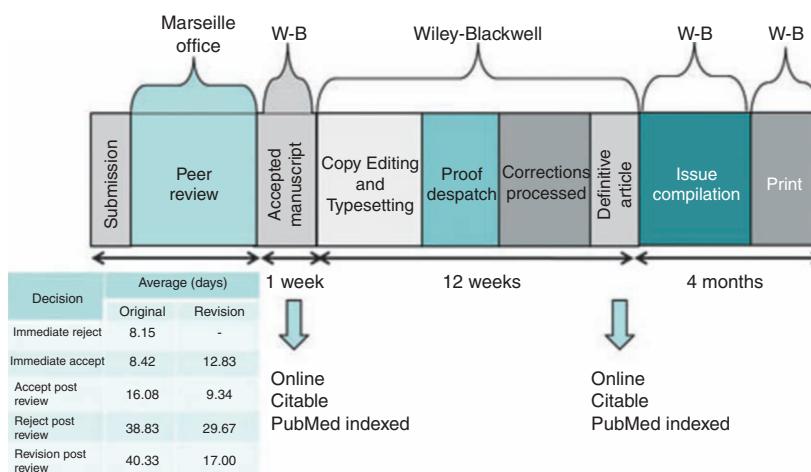 Marseille
office
W-B
Wiley-Blackwell
W-B
W-B
Submission
Peer
review
Accepted
manuscript
Copy Editing
and
Typesetting
Proof
despatch
Corrections
processed
Definitive
article
Issue
compilation
Print
1 week
12 weeks
4 months
Decision
Average (days)
Original
Revision
Immediate reject
8.15
-
Immediate accept
8.42
12.83
Accept post
review
16.08
9.34
Reject post
review
38.83
29.67
Revision post
review
40.33
17.00
Online
Citable
PubMed indexed
Online
Citable
PubMed indexed